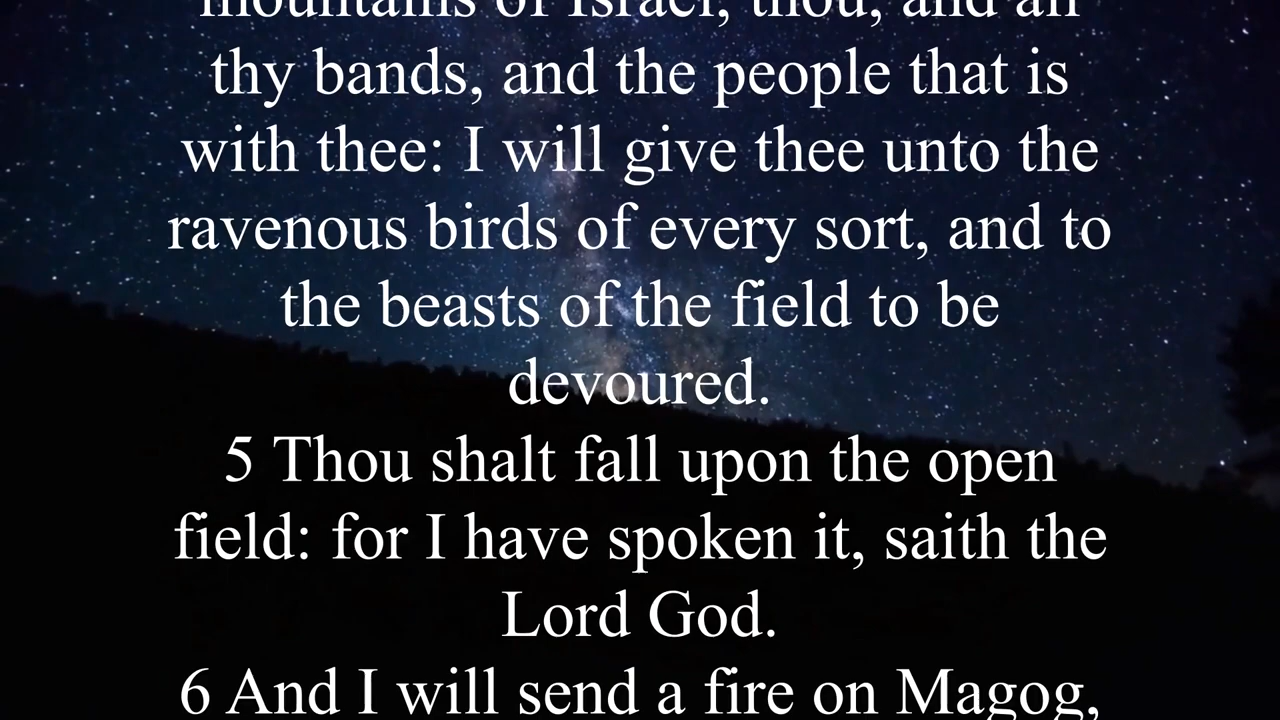 mountains of Israel, thou, and all
thy bands, and the people that is
with thee: I will give thee unto the
ravenous birds of every sort, and to
the beasts of the field to be
devoured.
5 Thou shalt fall upon the open
field: for I have spoken it, saith the
Lord God.
6 And I will send a fire on Magog,